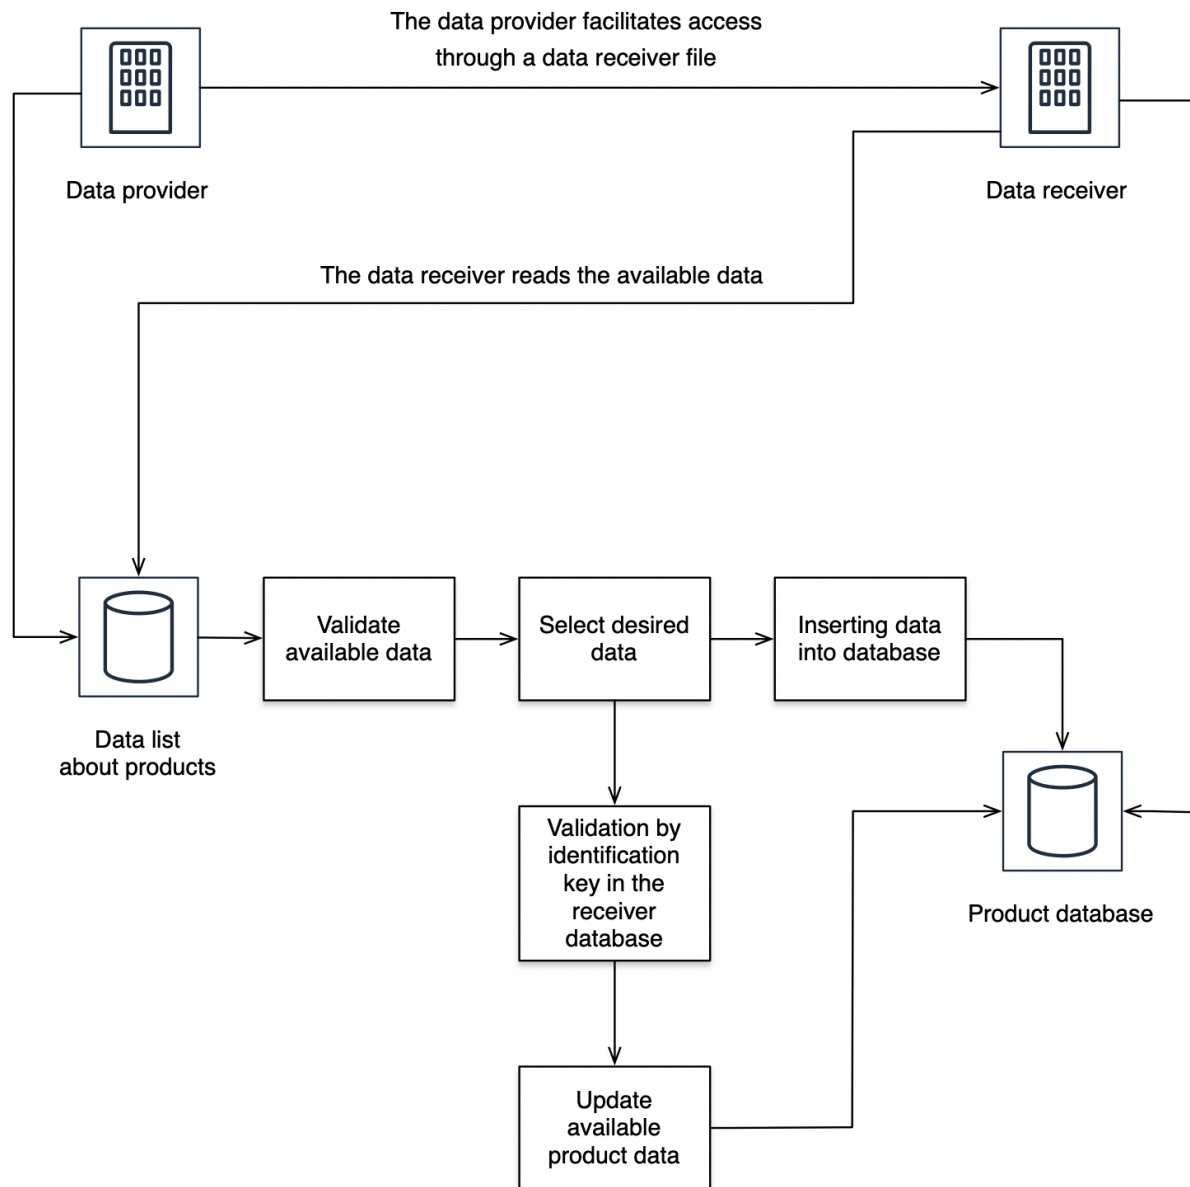 The data provider facilitates access
through a data receiver file
Data provider
Data receiver
The data receiver reads the available data
Validate
available data
Select desired
data
Inserting data
into database
Data list
about products
Validation by
identification
key in the
receiver
database
Product database
Update
available
product data